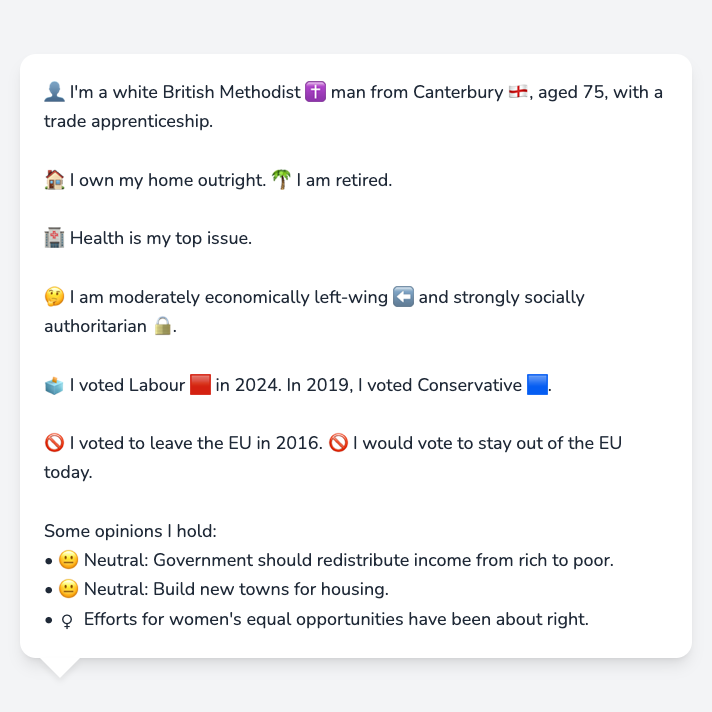 👤 I'm a white British Methodist ✝️ man from Canterbury 🏴󠁧󠁢󠁥󠁮󠁧󠁿, aged 75, with a
trade apprenticeship.
🏠 I own my home outright. 🌴 I am retired.
🏥 Health is my top issue.
🤔 I am moderately economically left-wing ⬅️ and strongly socially
authoritarian 🔒.
🗳️ I voted Labour 🟥 in 2024. In 2019, I voted Conservative 🟦.
🚫 I voted to leave the EU in 2016. 🚫 I would vote to stay out of the EU
today.
Some opinions I hold:
• 😐 Neutral: Government should redistribute income from rich to poor.
• 😐 Neutral: Build new towns for housing.
• ♀ Efforts for women's equal opportunities have been about right.